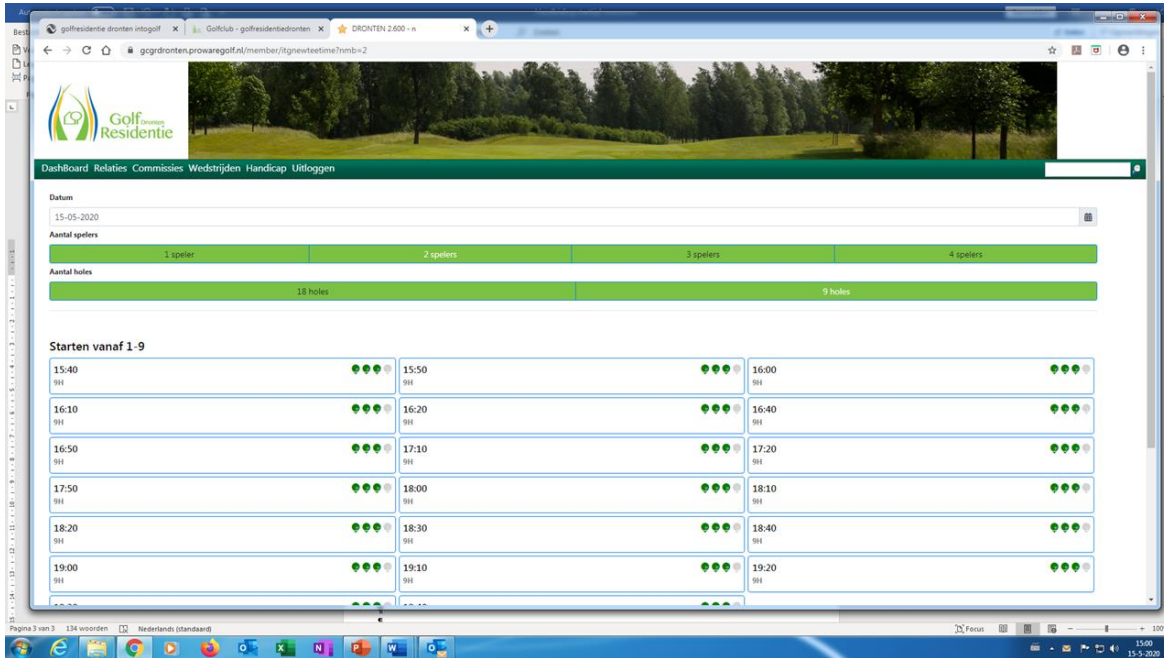 golfresidentie dronten intogolf
Golfclub - golfresidentiedronten
DRONTEN 2.600 - n
gcgrdronten.prowaregolf.nl/member/itgnewteetime?nmb=2
Golf Dronten
Residentie
DashBoard Relaties Commissies Wedstrijden Handicap Uitloggen
Datum
15-05-2020
Aantal spelers
1 speler 2 spelers 3 spelers 4 spelers
Aantal holes
18 holes 9 holes
Starten vanaf 1-9
15:40 15:50 16:00
9H 9H 9H
16:10 16:20 16:40
9H 9H 9H
16:50 17:10 17:20
9H 9H 9H
17:50 18:00 18:10
9H 9H 9H
18:20 18:30 18:40
9H 9H 9H
19:00 19:10 19:20
9H 9H 9H
Pagina 3 van 3 134 woorden Nederlands (standaard) Focus 100
15:00
15-5-2020